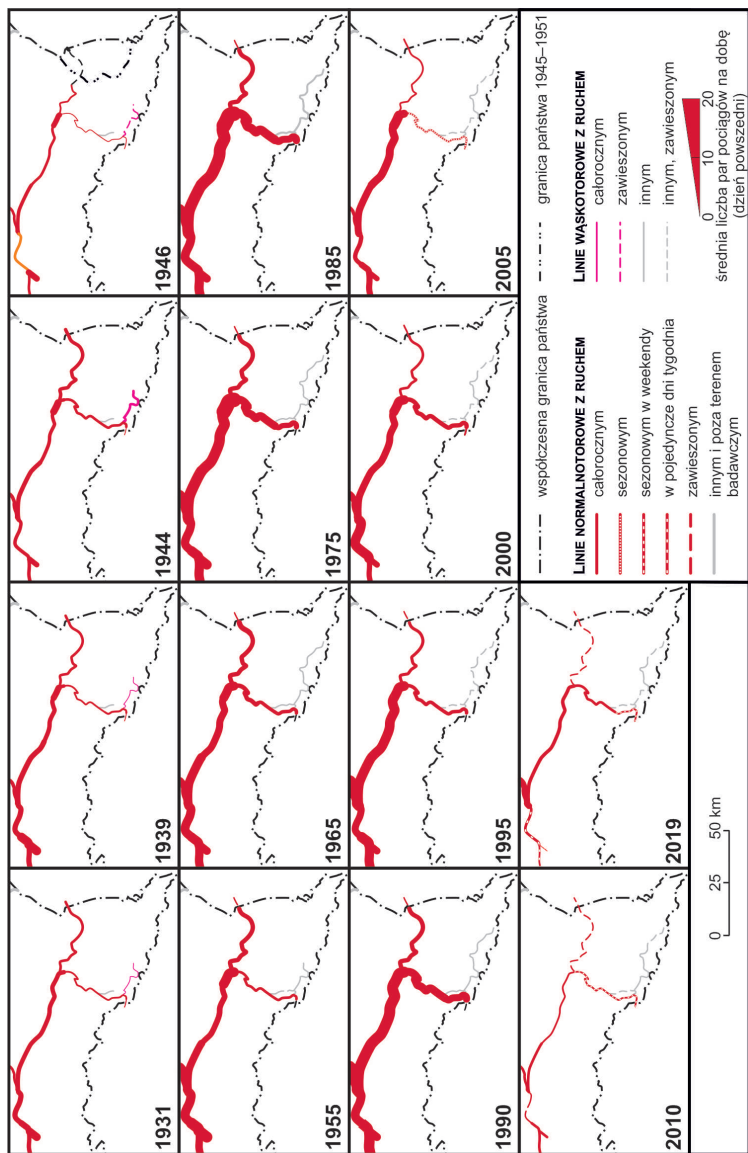 1931
1939
1944
1946
1955
1965
1975
1985
1990
1995
2000
2005
2010
2019
0 25 50 km
współczesna granica państwa
granica państwa 1945–1951
LINIE NORMALNOTOROWE Z RUCHEM
całorocznym
sezonowym
sezonowym w weekendy
w pojedyncze dni tygodnia
zawieszonym
innym i poza terenem
badawczym
LINIE WĄSKOTOROWE Z RUCHEM
całorocznym
zawieszonym
innym
innym, zawieszonym
0 10 20
średnia liczba par pociągów na dobę
(dzień powszedni)